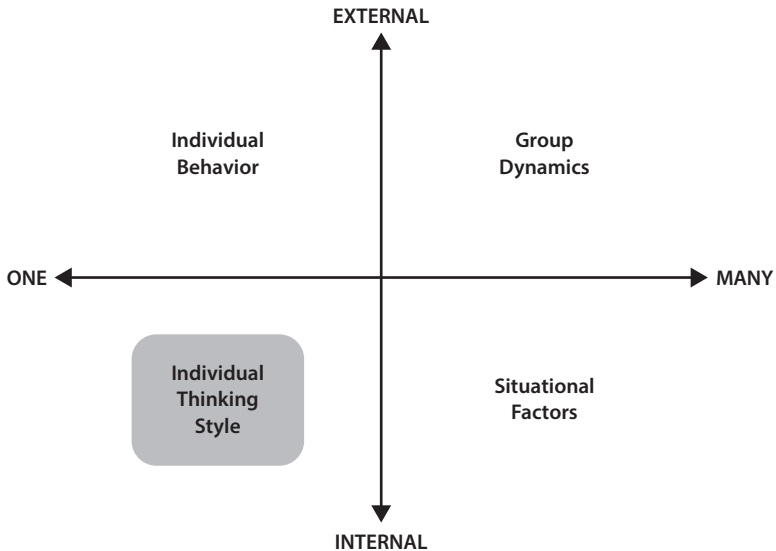 EXTERNAL
Individual
Behavior
Group
Dynamics
ONE
MANY
Individual
Thinking
Style
Situational
Factors
INTERNAL